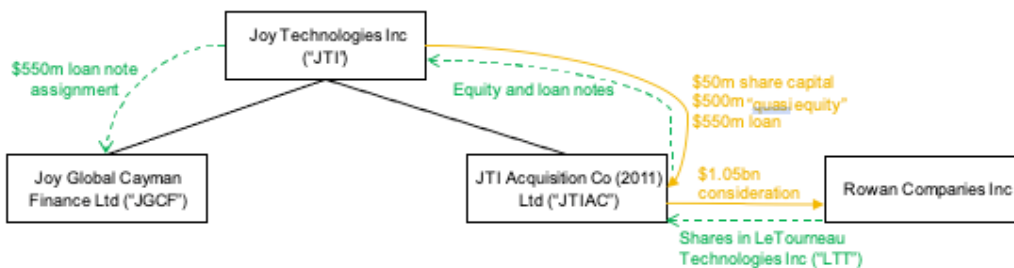 Joy Technologies Inc
("JTI')
$550m loan note
assignment
Equity and loan notes
$50m share capital
$500m "quasi equity"
$550m loan
Joy Global Cayman
Finance Ltd ("JGCF")
JTI Acquisition Co (2011)
Ltd ("JTIAC")
$1.05bn
consideration
Rowan Companies Inc
Shares in LeTourneau
Technologies Inc ("LTT")